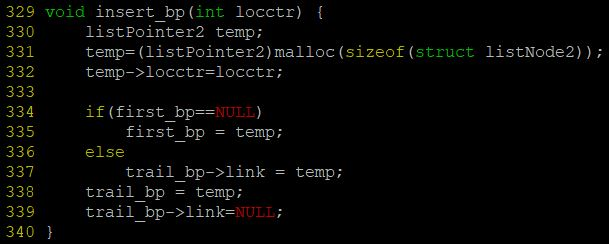 329 void insert_bp(int locctr) {
330     listPointer2 temp;
331     temp=(listPointer2)malloc(sizeof(struct listNode2));
332     temp->locctr=locctr;
333
334     if(first_bp==NULL)
335         first_bp = temp;
336     else
337         trail_bp->link = temp;
338     trail_bp = temp;
339     trail_bp->link=NULL;
340 }